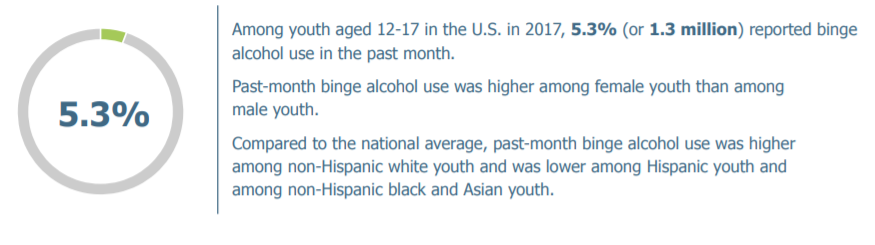 5.3%
Among youth aged 12-17 in the U.S. in 2017, 5.3% (or 1.3 million) reported binge
alcohol use in the past month.
Past-month binge alcohol use was higher among female youth than among
male youth.
Compared to the national average, past-month binge alcohol use was higher
among non-Hispanic white youth and was lower among Hispanic youth and
among non-Hispanic black and Asian youth.